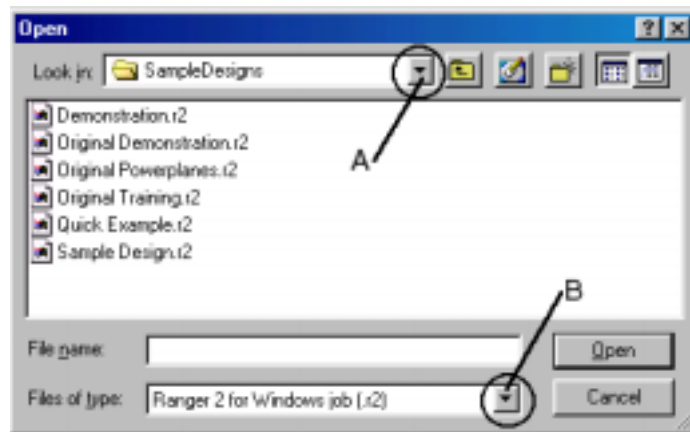 Open
Look in: SampleDesigns
A
Demonstration.r2
Original Demonstration.r2
Original Powerplanes.r2
Original Training.r2
Quick Example.r2
Sample Design.r2
B
File name:
Open
Files of type: Ranger 2 for Windows job (.r2)
Cancel